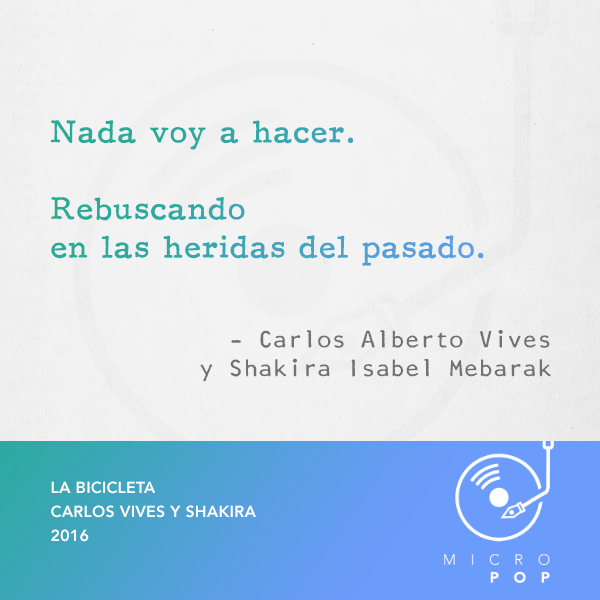 Nada voy a hacer.
Rebuscando
en las heridas del pasado.
– Carlos Alberto Vives
y Shakira Isabel Mebarak
LA BICICLETA
CARLOS VIVES Y SHAKIRA
2016
MICRO
POP